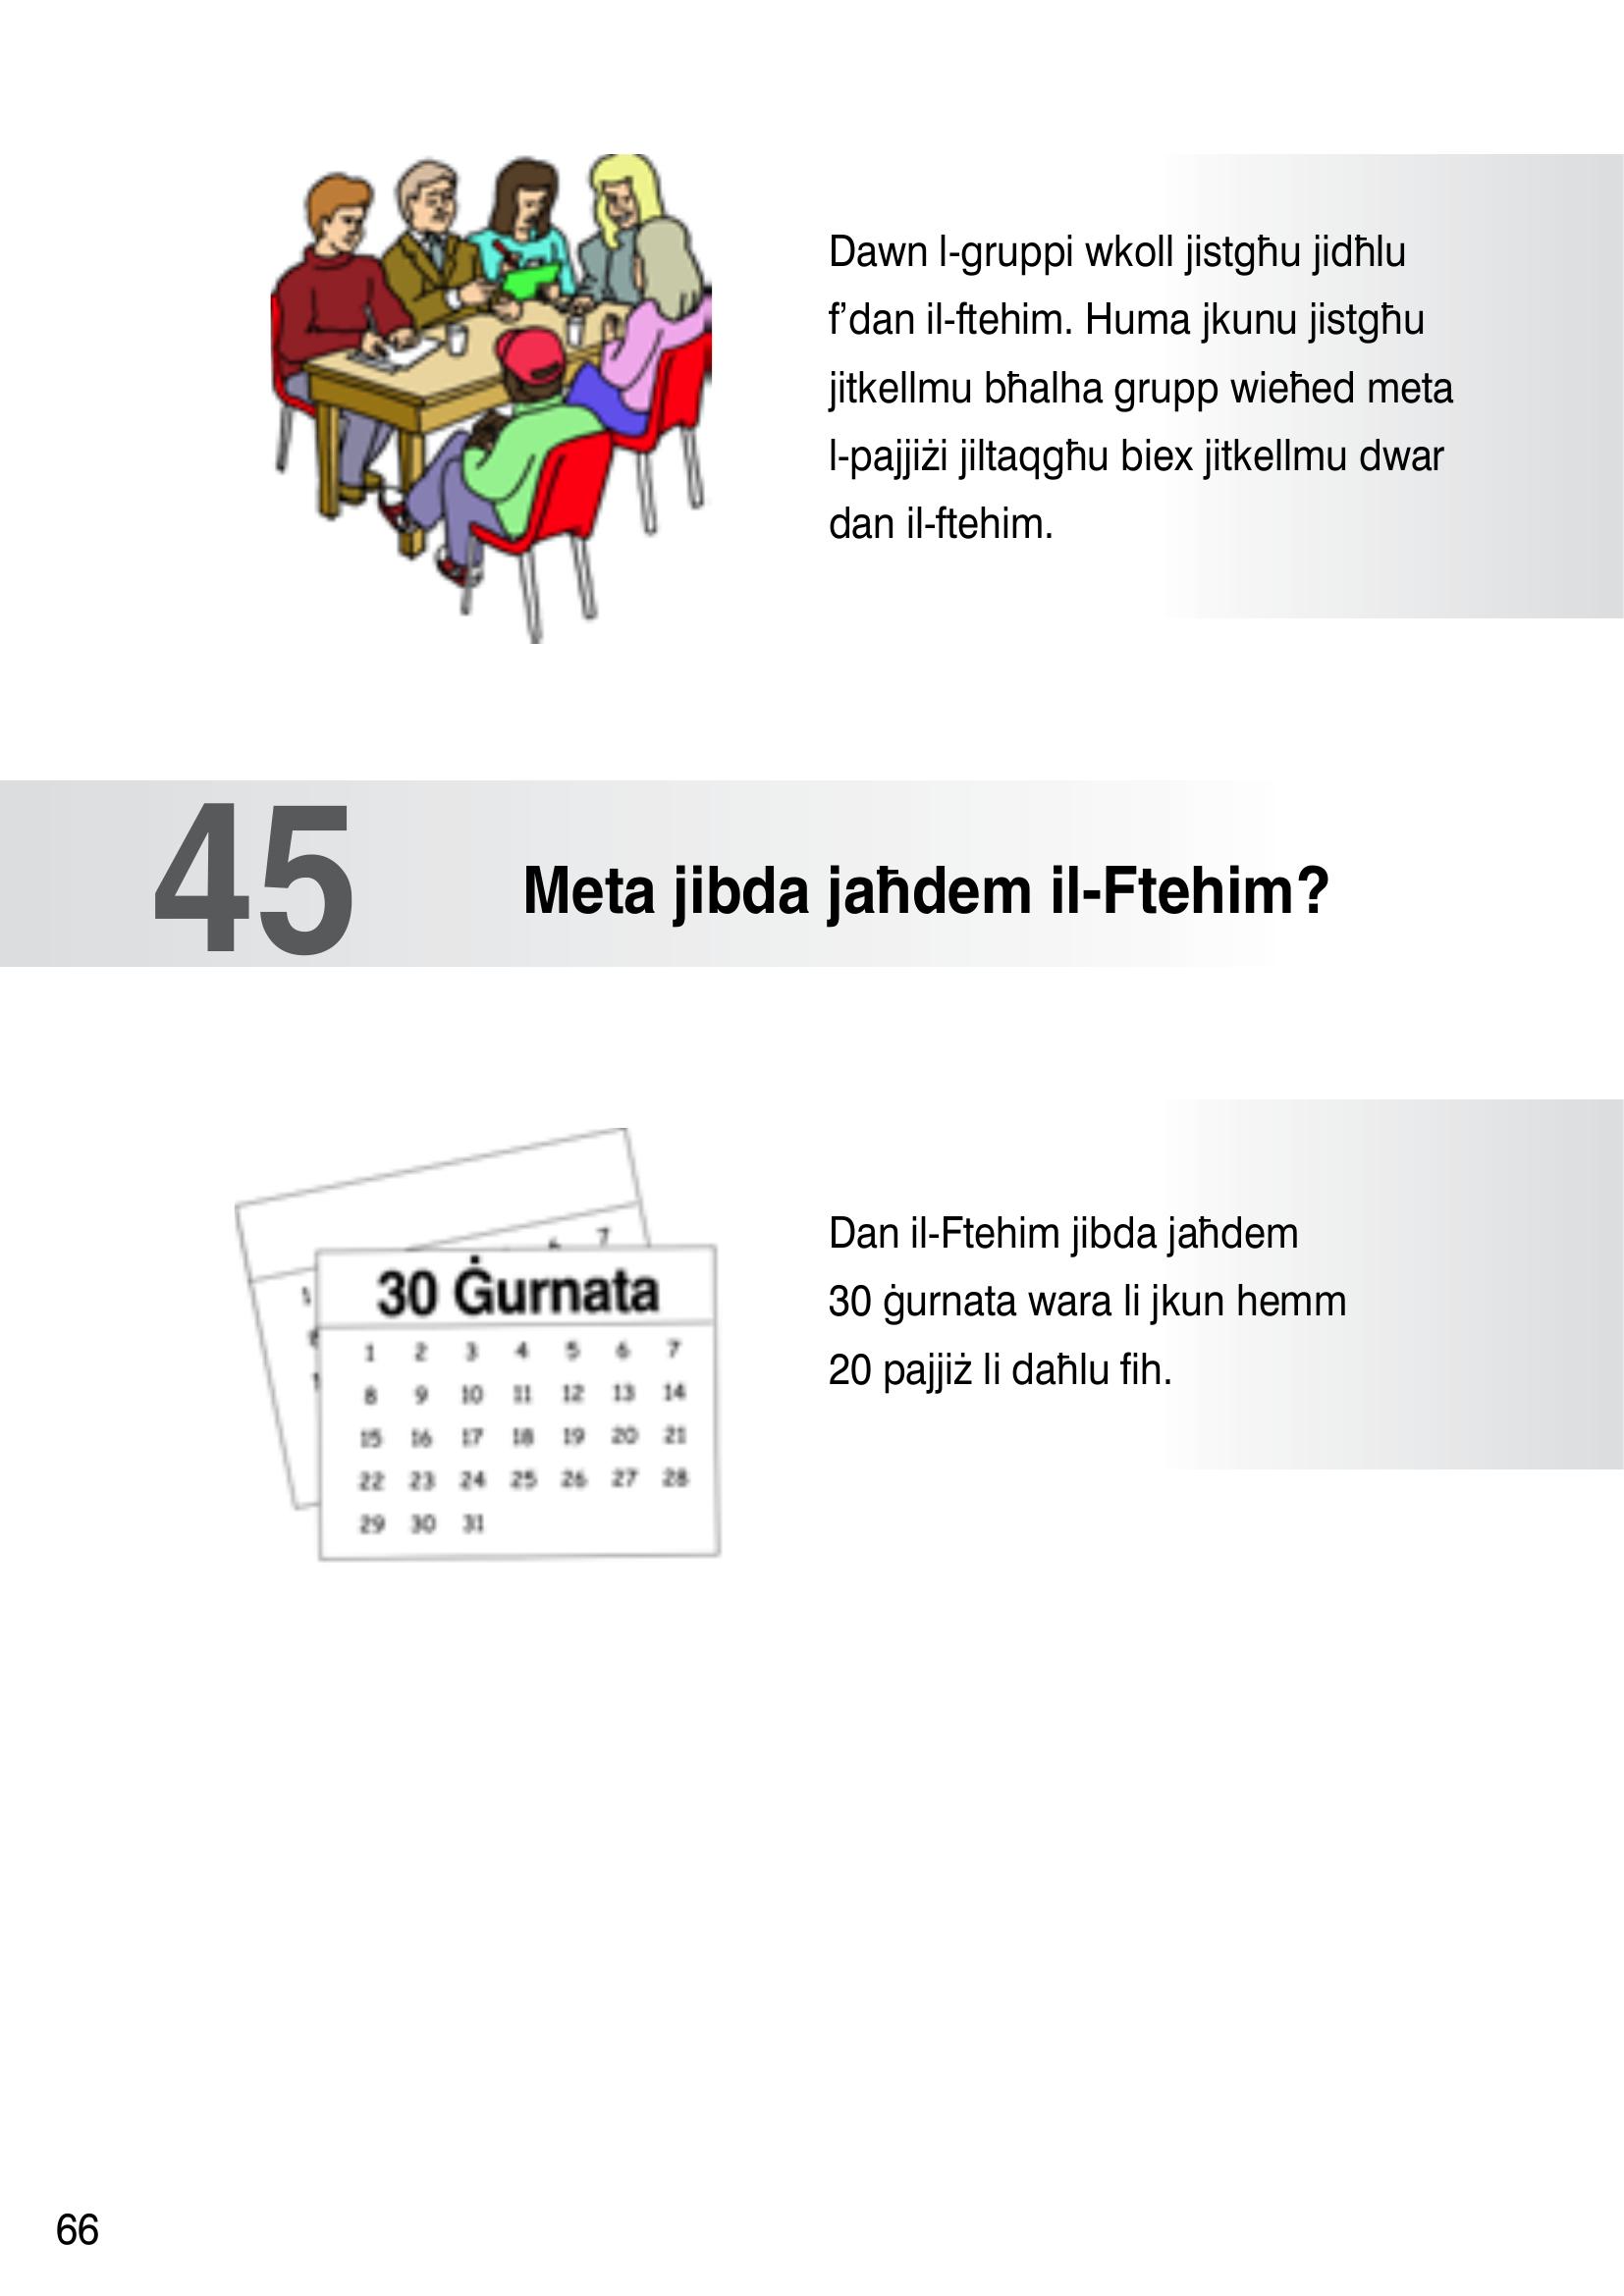 Dawn l-gruppi wkoll jistgħu jidħlu
f’dan il-ftehim. Huma jkunu jistgħu
jitkellmu bħalha grupp wieħed meta
l-pajjiżi jiltaqgħu biex jitkellmu dwar
dan il-ftehim.
45
Meta jibda jaħdem il-Ftehim?
6 7
30 Ġurnata
1 2 3 4 5 6 7
8 9 10 11 12 13 14
15 16 17 18 19 20 21
22 23 24 25 26 27 28
29 30 31
Dan il-Ftehim jibda jaħdem
30 ġurnata wara li jkun hemm
20 pajjiż li daħlu fih.
66